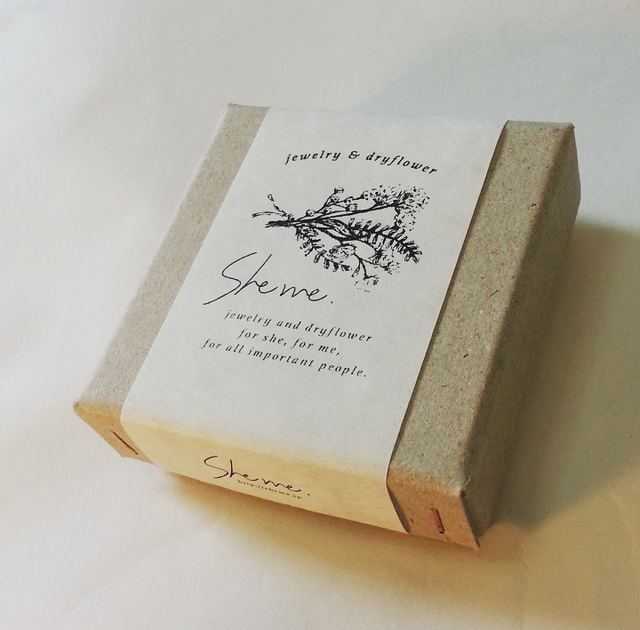 jewelry & dryflower
She me.
jewelry and dryflower
for she, for me,
for all important people.
She me.